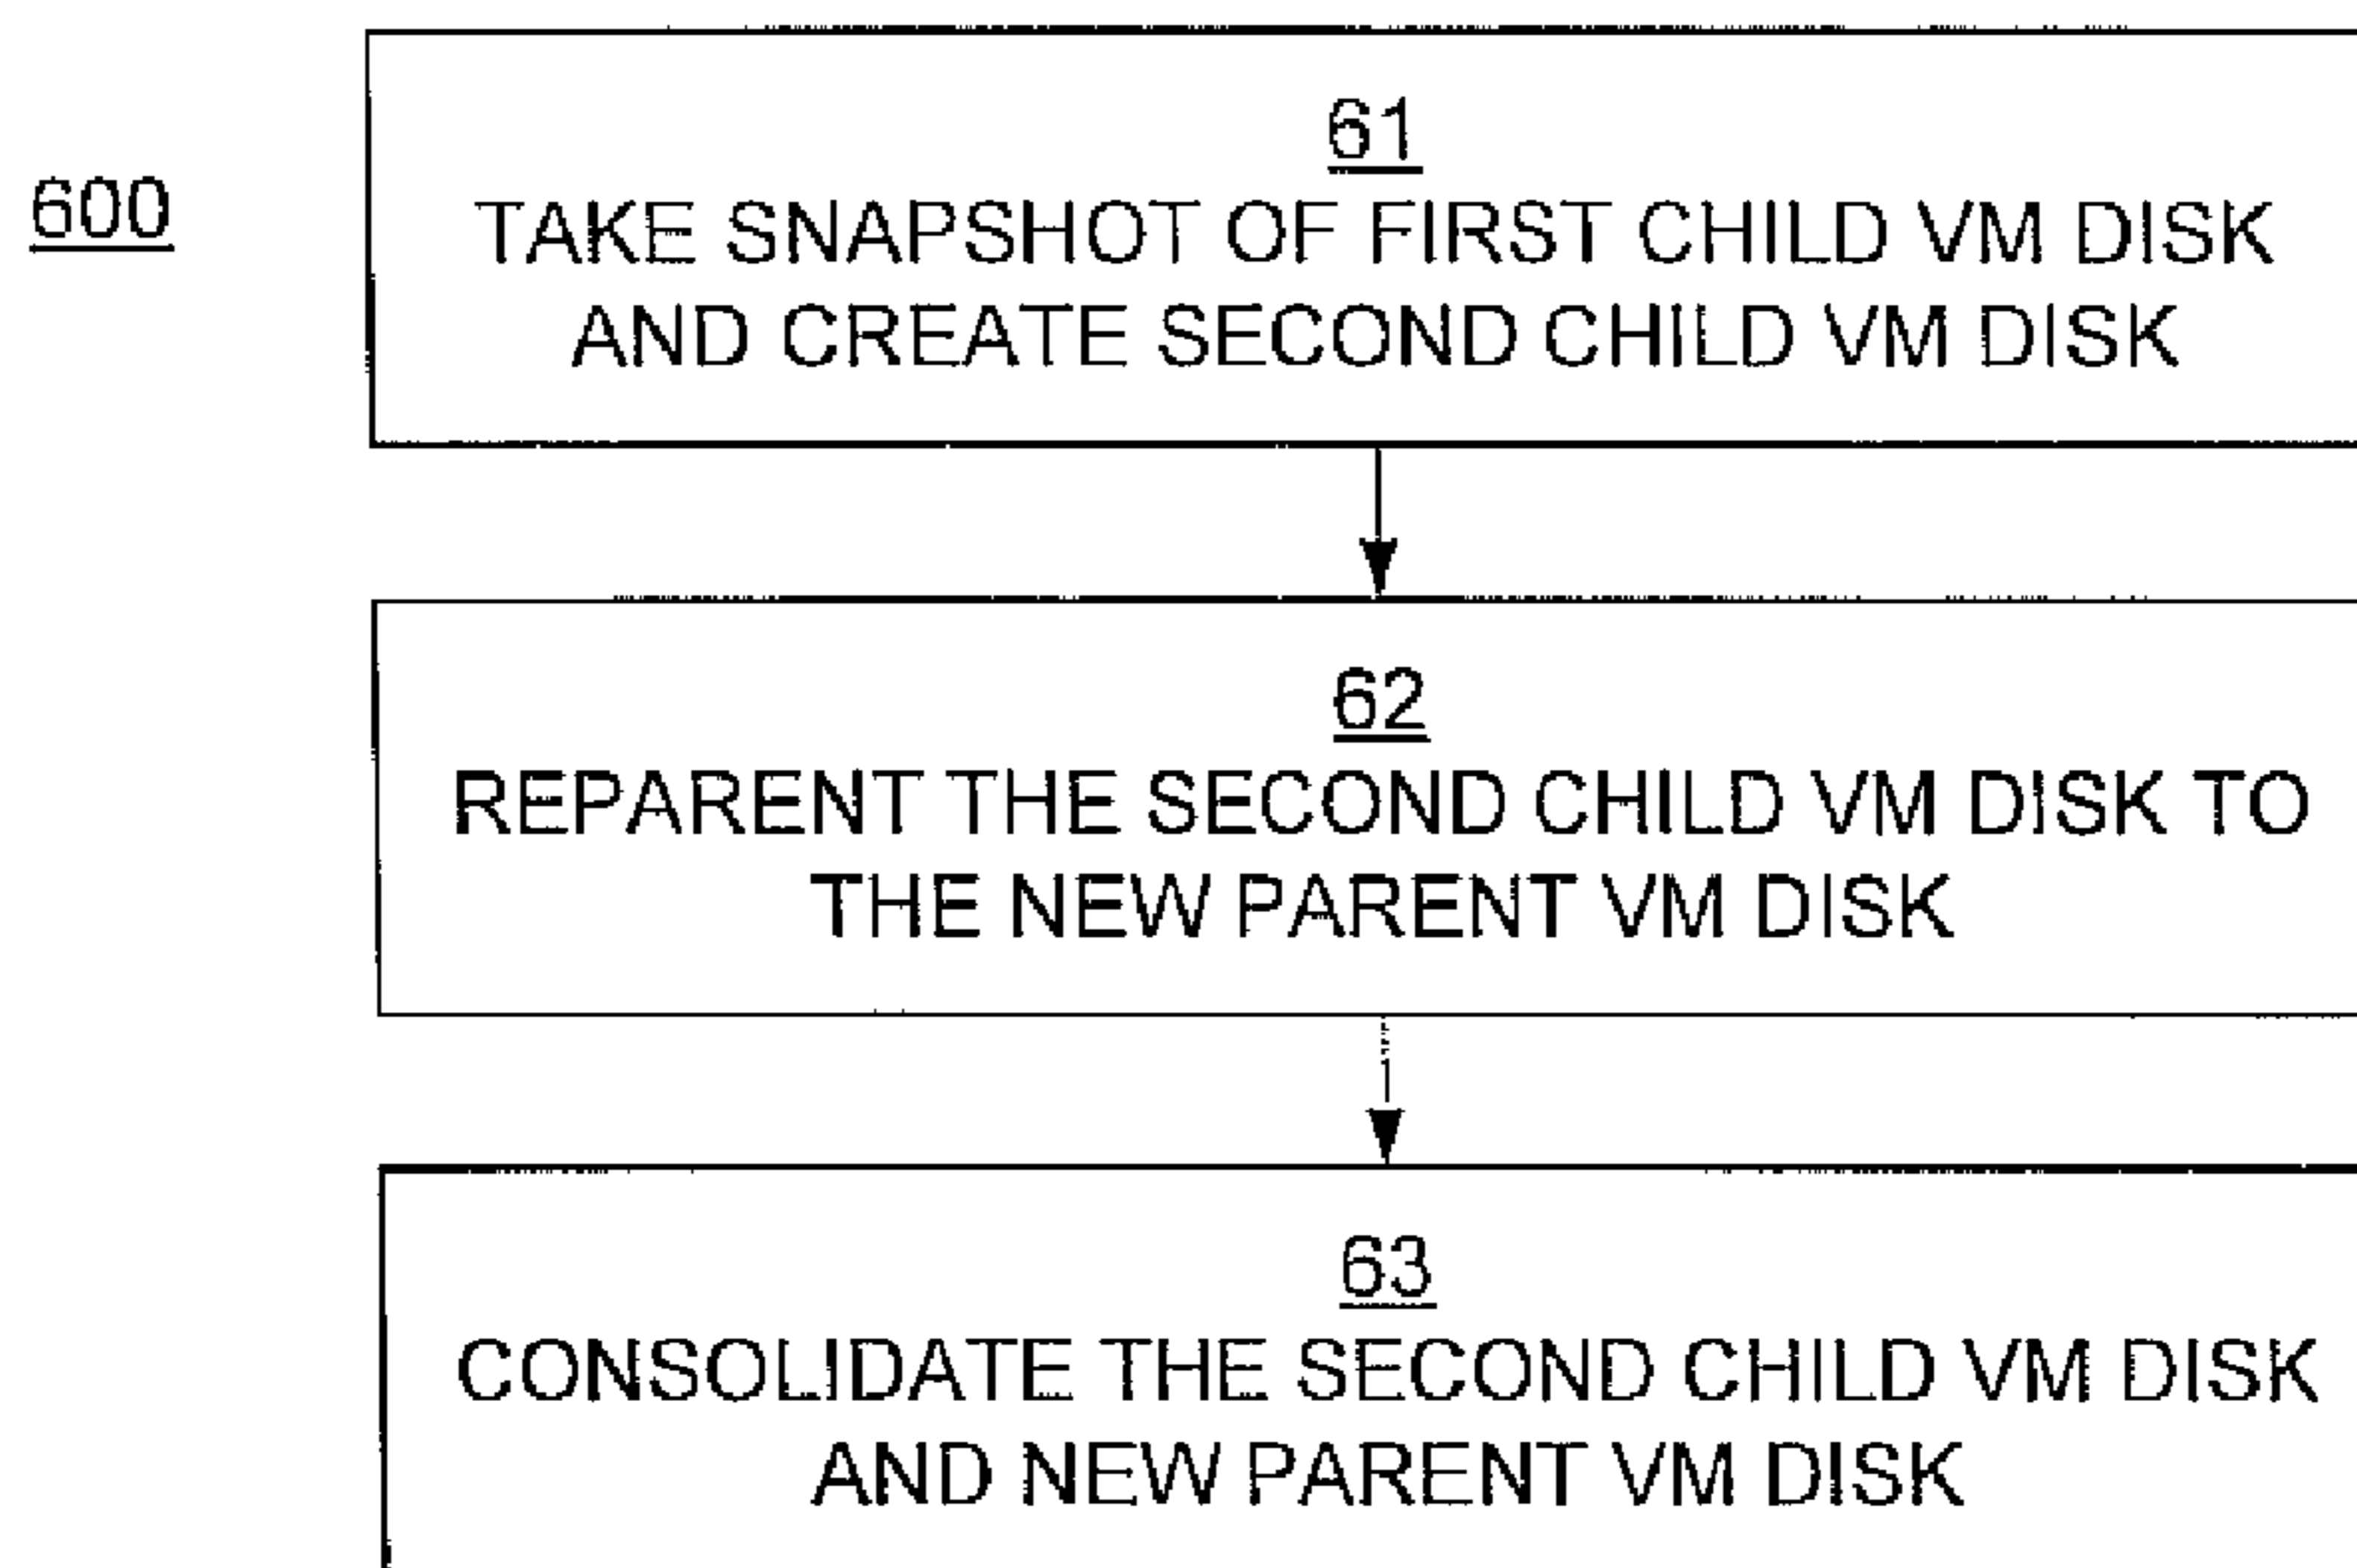 600
61
TAKE SNAPSHOT OF FIRST CHILD VM DISK
AND CREATE SECOND CHILD VM DISK
62
REPARENT THE SECOND CHILD VM DISK TO
THE NEW PARENT VM DISK
63
CONSOLIDATE THE SECOND CHILD VM DISK
AND NEW PARENT VM DISK